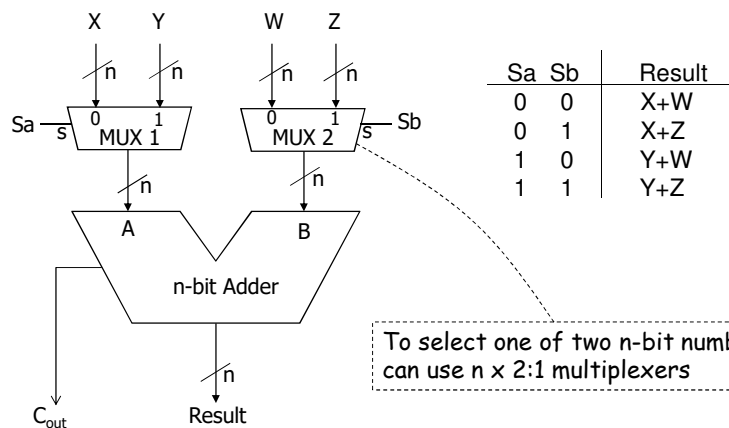 X Y W Z
n n n n
Sa s 0 1 MUX 1
0 1 MUX 2 s Sb
n n
A B
n-bit Adder
n
Cout Result
Sa Sb Result
0 0 X+W
0 1 X+Z
1 0 Y+W
1 1 Y+Z
To select one of two n-bit
can use n x 2:1 multiplexers